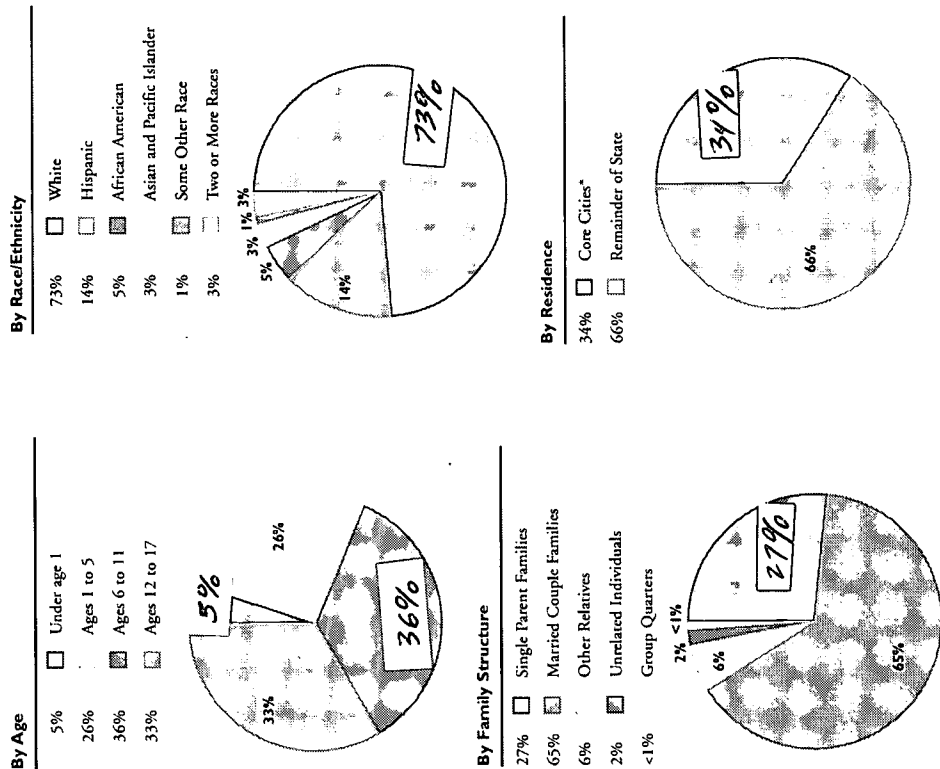 By Age
5% Under age 1
26% Ages 1 to 5
36% Ages 6 to 11
33% Ages 12 to 17
5%
26%
36%
33%
By Race/Ethnicity
73% White
14% Hispanic
5% African American
3% Asian and Pacific Islander
1% Some Other Race
3% Two or More Races
5%
3%
1%
3%
14%
73%
By Family Structure
27% Single Parent Families
65% Married Couple Families
6% Other Relatives
2% Unrelated Individuals
<1% Group Quarters
2%
<1%
6%
27%
65%
By Residence
34% Core Cities*
66% Remainder of State
34%
66%